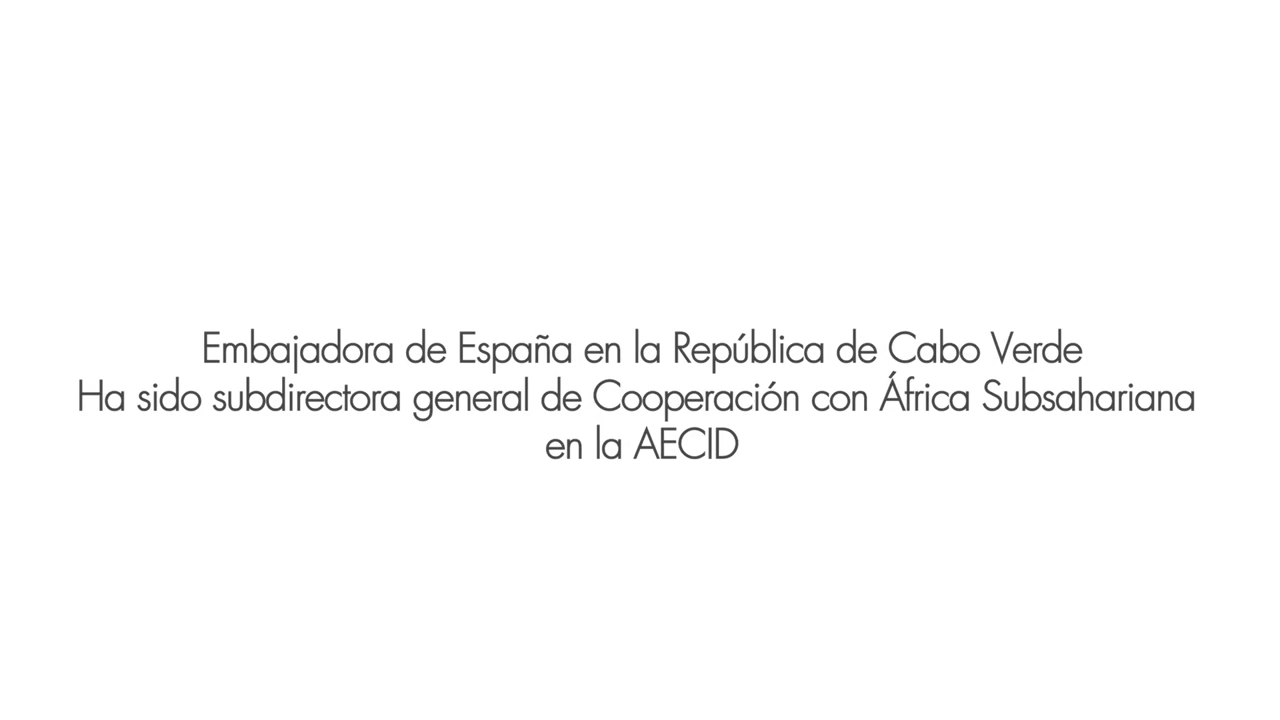 Embajadora de España en la República de Cabo Verde
Ha sido subdirectora general de Cooperación con África Subsahariana
en la AECID